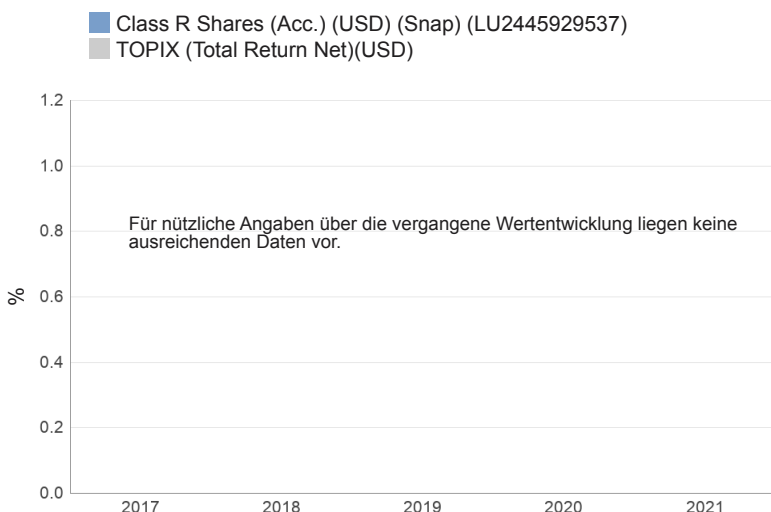 Class R Shares (Acc.) (USD) (Snap) (LU2445929537)
TOPIX (Total Return Net)(USD)
1.2
1.0
Für nützliche Angaben über die vergangene Wertentwicklung liegen keine
0.8
ausreichenden Daten vor.
%
0.6
0.4
0.2
0.0
2017 2018 2019 2020 2021